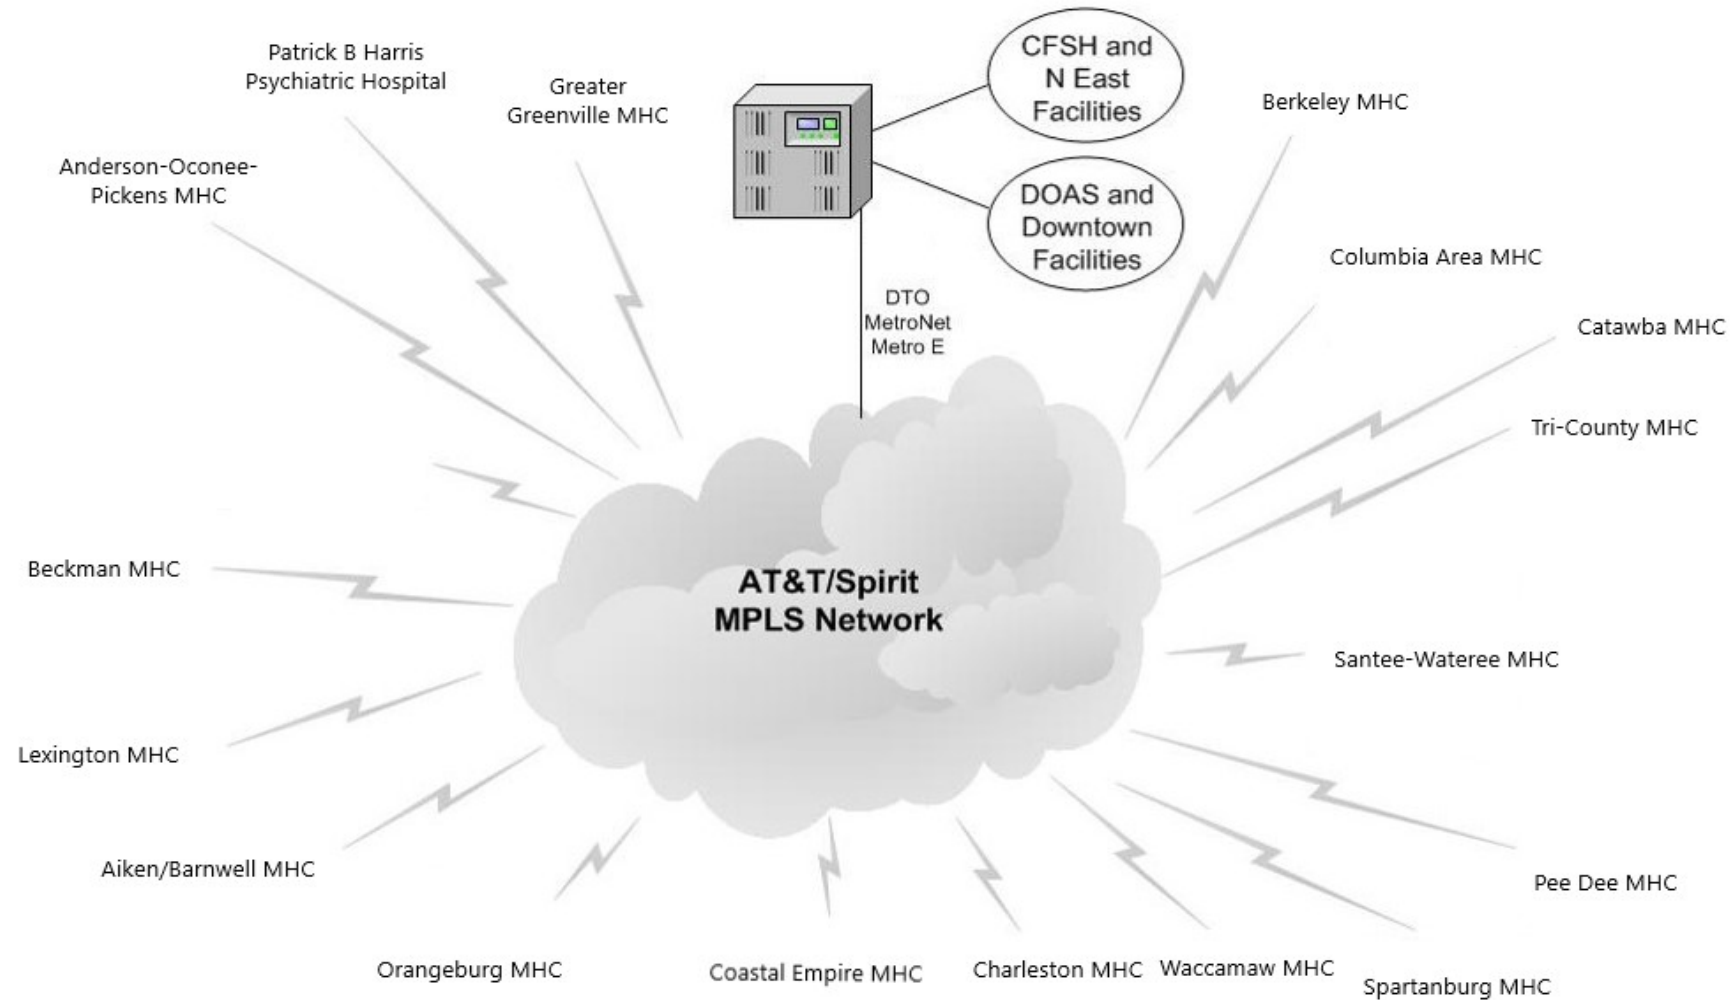 Patrick B Harris
Psychiatric Hospital
Greater
Greenville MHC
Anderson-Oconee-
Pickens MHC
CFSH and
N East
Facilities
DOAS and
Downtown
Facilities
Berkeley MHC
Columbia Area MHC
Catawba MHC
Tri-County MHC
DTO
MetroNet
Metro E
AT&T/Spirit
MPLS Network
Beckman MHC
Santee-Wateree MHC
Lexington MHC
Aiken/Barnwell MHC
Pee Dee MHC
Orangeburg MHC
Coastal Empire MHC
Charleston MHC
Waccamaw MHC
Spartanburg MHC